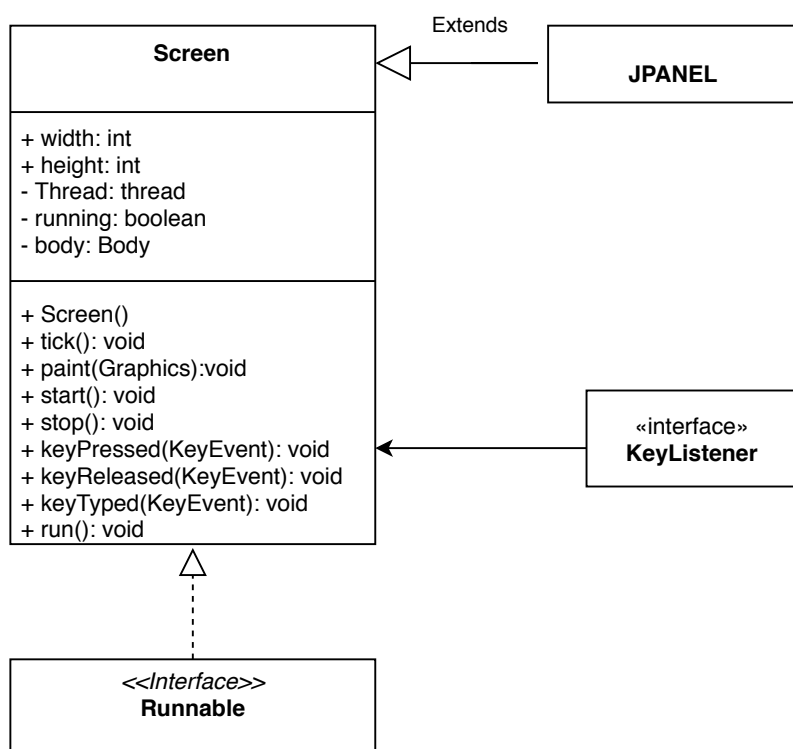 Screen
+ width: int
+ height: int
- Thread: thread
- running: boolean
- body: Body
+ Screen()
+ tick(): void
+ paint(Graphics):void
+ start(): void
+ stop(): void
+ keyPressed(KeyEvent): void
+ keyReleased(KeyEvent): void
+ keyTyped(KeyEvent): void
+ run(): void
Extends
JPANEL
«interface»
KeyListener
<<Interface>>
Runnable